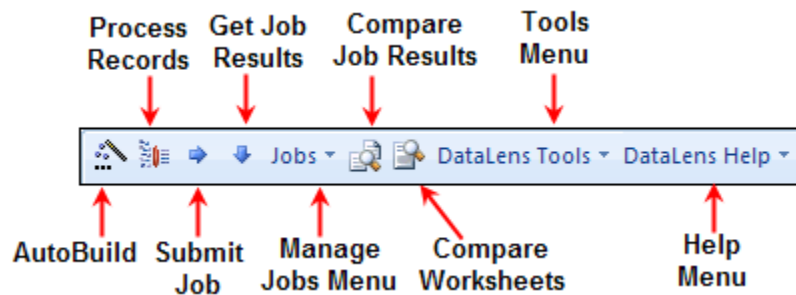 Process Get Job Compare Tools
Records Results Job Results Menu
Jobs DataLens Tools DataLens Help
AutoBuild Submit Manage Compare Help
Job Jobs Menu Worksheets Menu